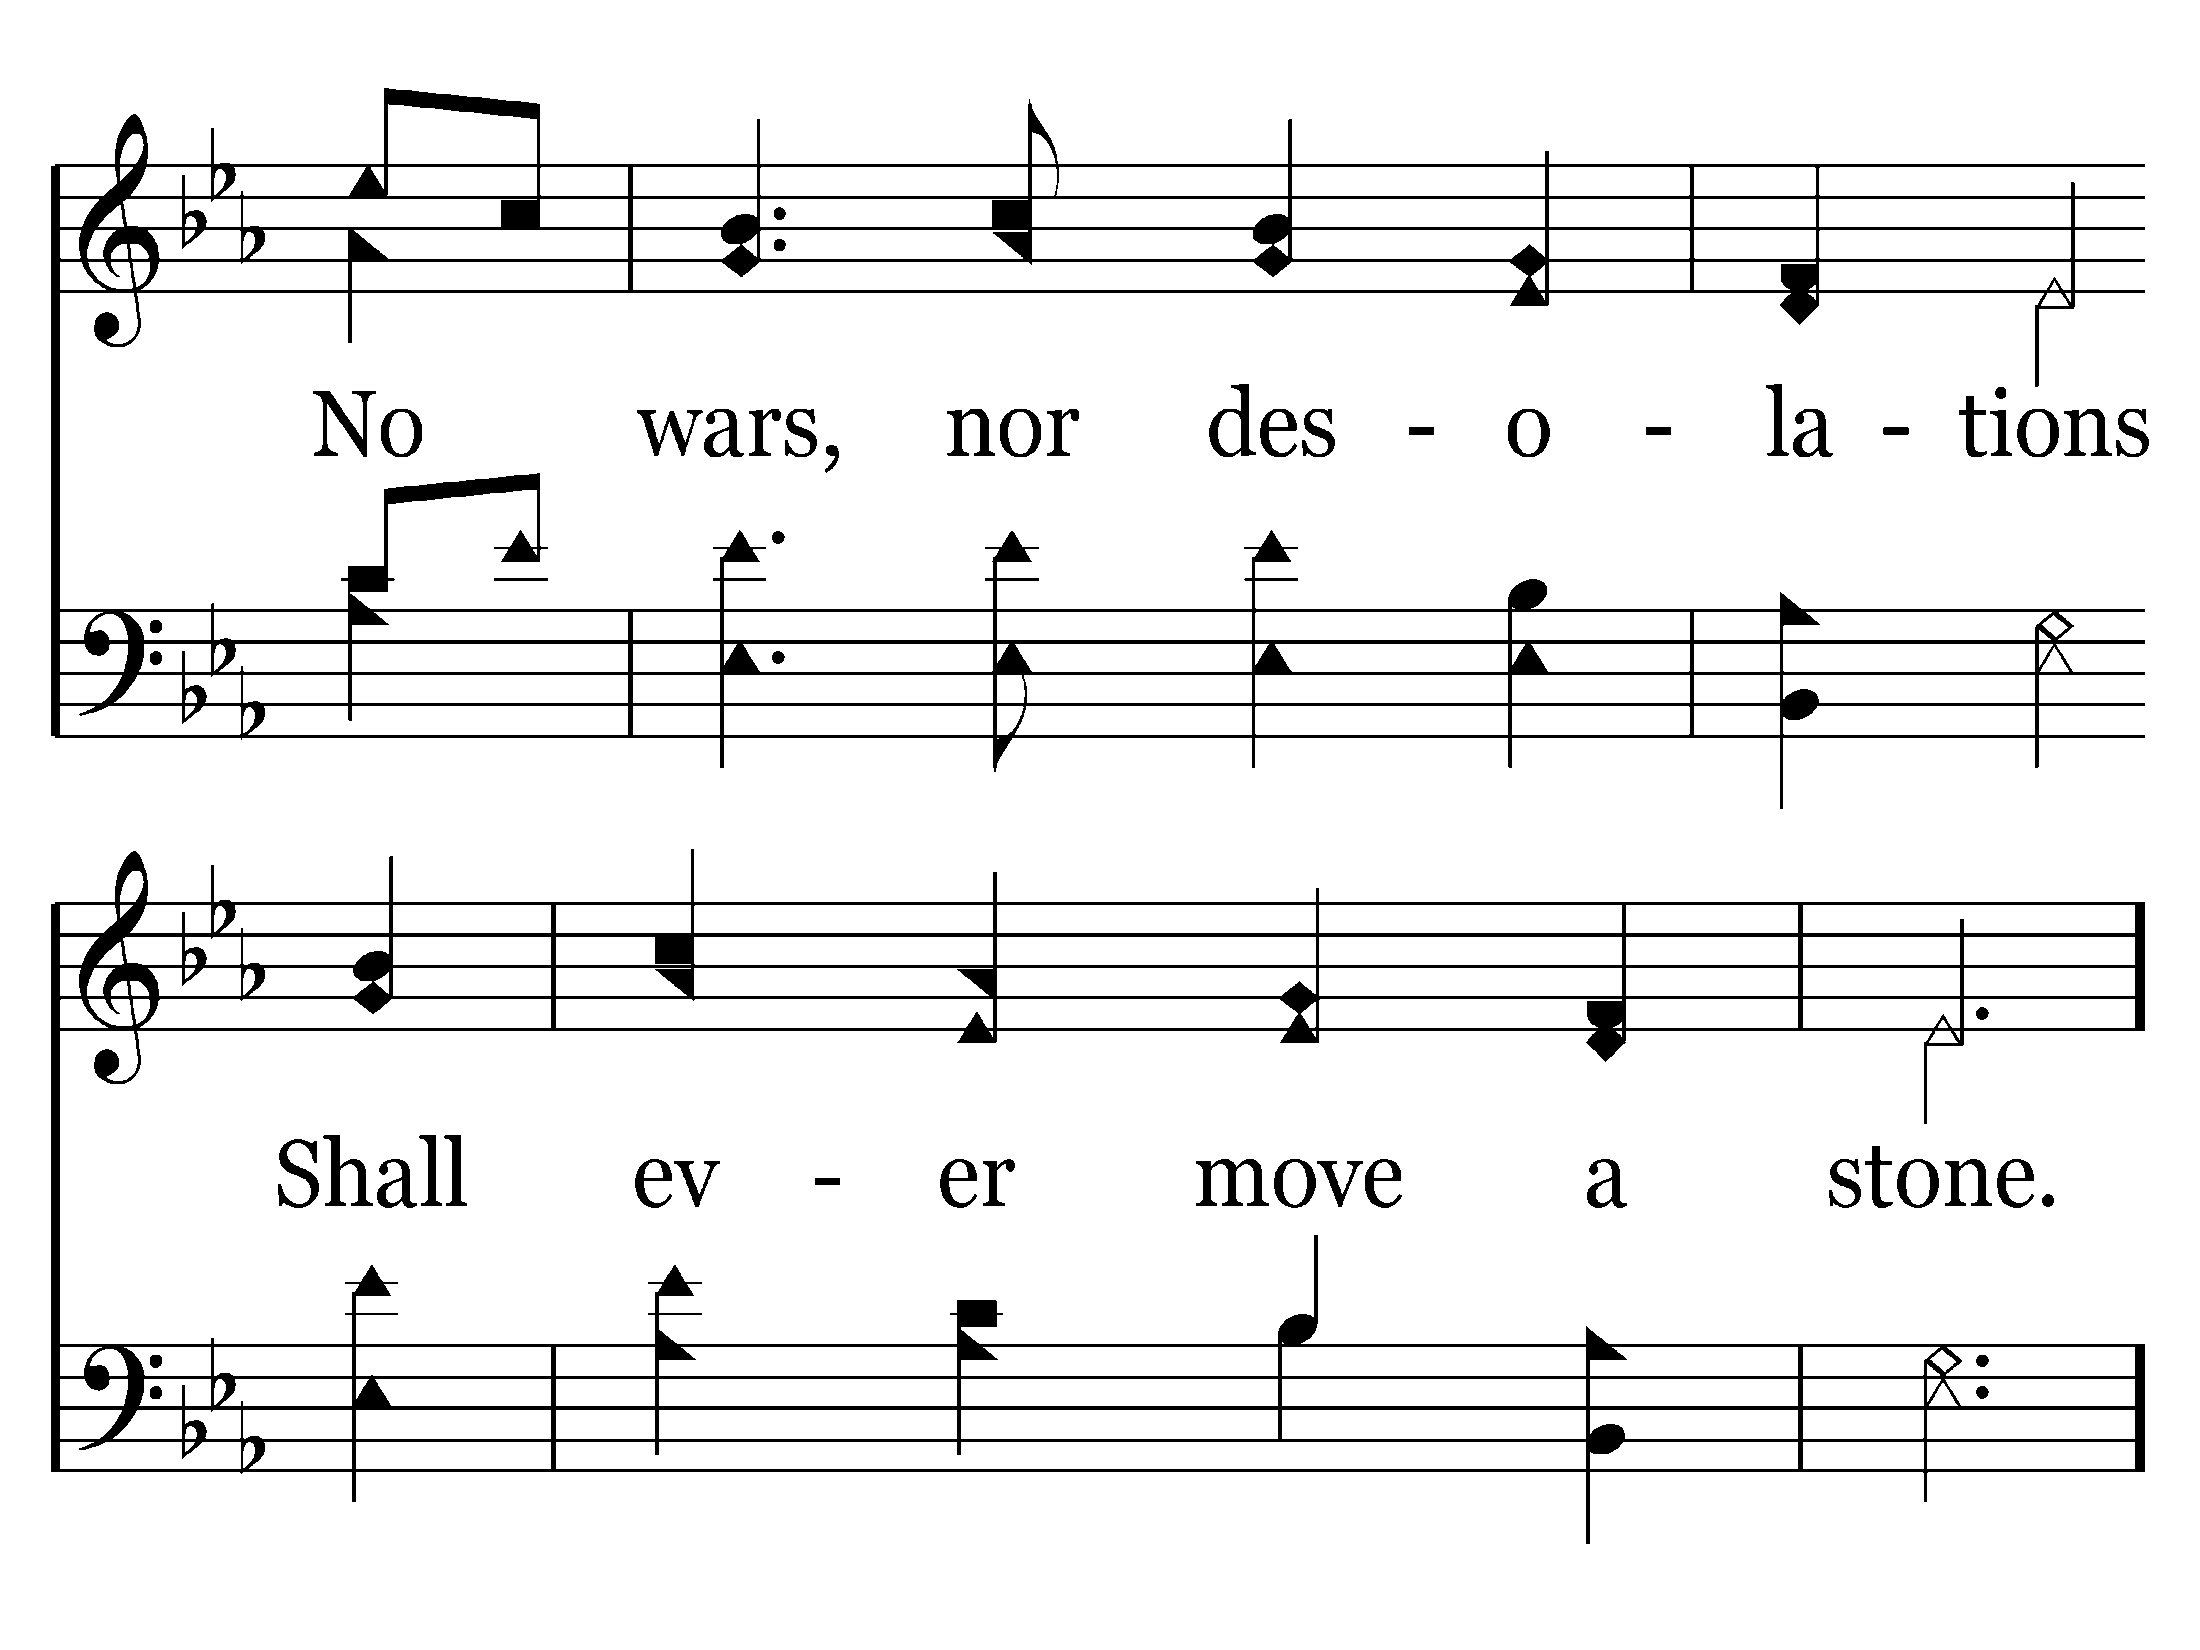 No wars, nor des - o - la - tions
Shall ev - er move a stone.